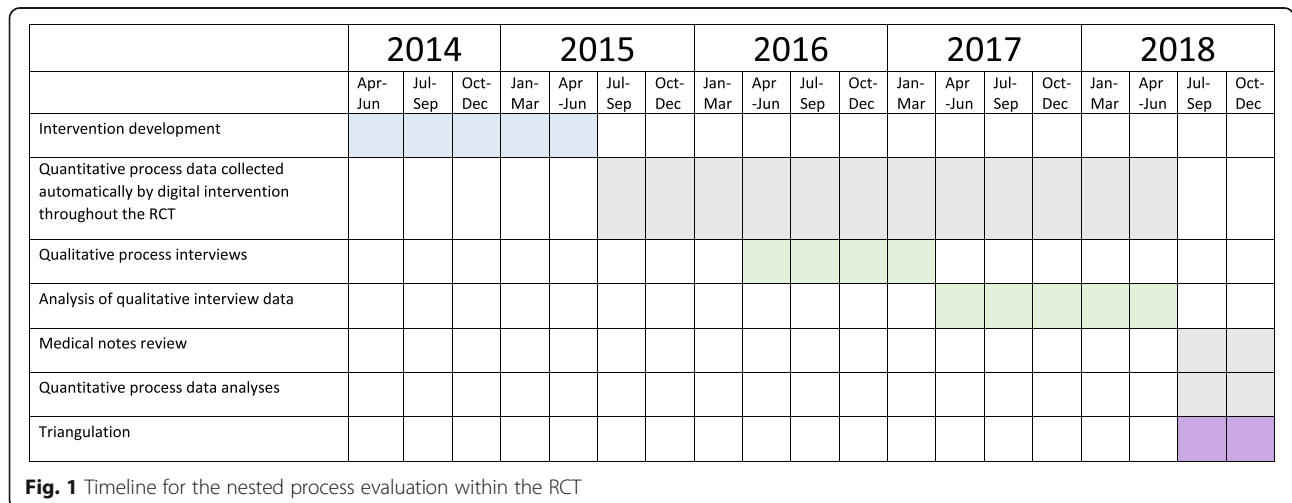 2014 2015 2016 2017 2018
Apr- Jul- Oct- Jan- Apr Jul- Oct- Jan- Apr Jul- Oct- Jan- Apr Jul- Oct- Jan- Apr Jul- Oct-
Jun Sep Dec Mar -Jun Sep Dec Mar -Jun Sep Dec Mar -Jun Sep Dec Mar -Jun Sep Dec
Intervention development
Quantitative process data collected
automatically by digital intervention
throughout the RCT
Qualitative process interviews
Analysis of qualitative interview data
Medical notes review
Quantitative process data analyses
Triangulation
Fig. 1 Timeline for the nested process evaluation within the RCT